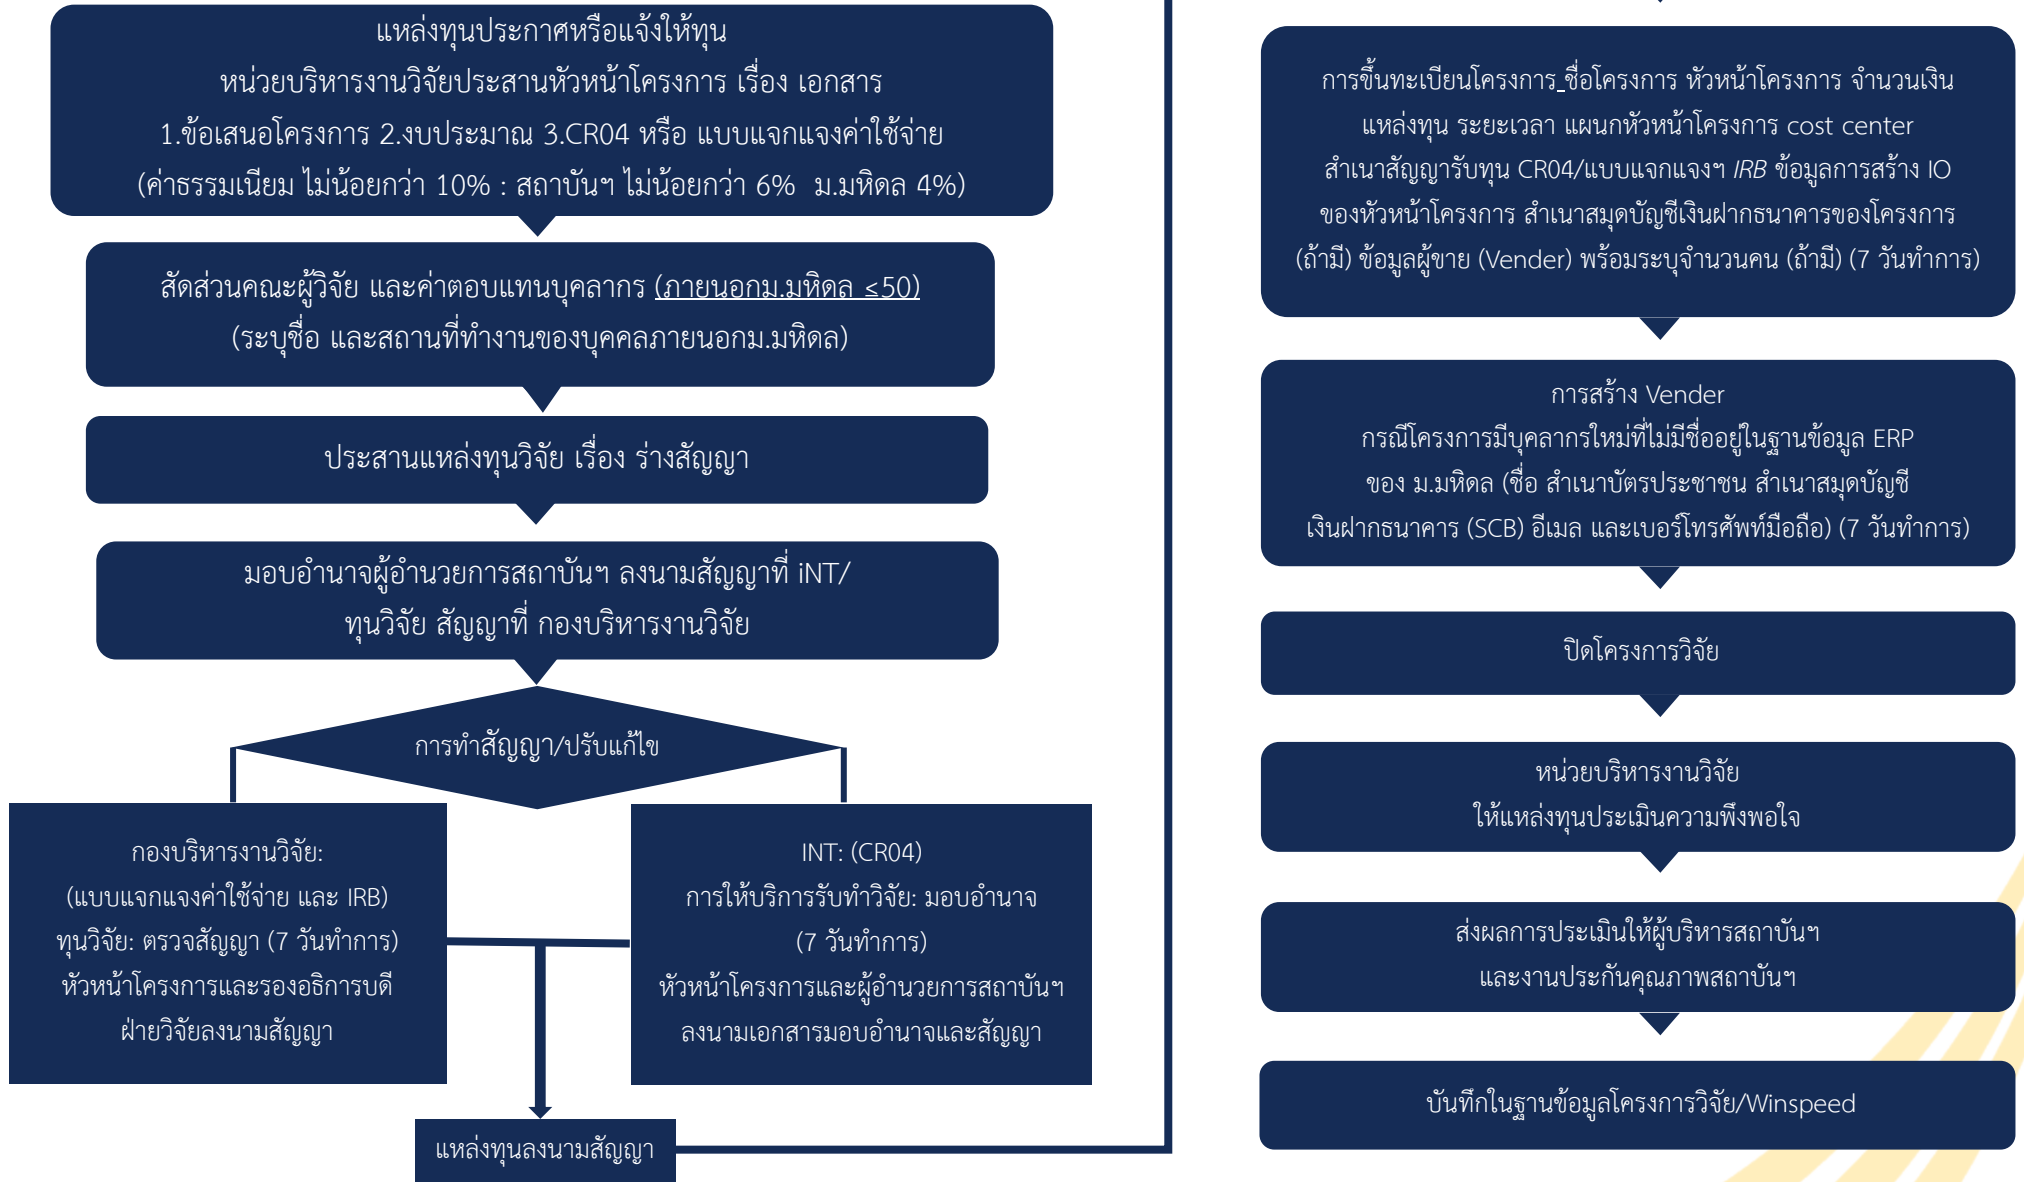 แหล่งทุนประกาศหรือแจ้งให้ทุน
หน่วยบริหารงานวิจัยประสานหัวหน้าโครงการ เรื่อง เอกสาร
1.ข้อเสนอโครงการ 2.งบประมาณ 3.CR04 หรือ แบบแจกแจงค่าใช้จ่าย
(ค่าธรรมเนียม ไม่น้อยกว่า 10% : สถาบันฯ ไม่น้อยกว่า 6% ม.มหิดล 4%)
สัดส่วนคณะผู้วิจัย และค่าตอบแทนบุคลากร (ภายนอกม.มหิดล ≤50)
(ระบุชื่อ และสถานที่ทำงานของบุคคลภายนอกม.มหิดล)
ประสานแหล่งทุนวิจัย เรื่อง ร่างสัญญา
มอบอำนาจผู้อำนวยการสถาบันฯ ลงนามสัญญาที่ iNT/
ทุนวิจัย สัญญาที่ กองบริหารงานวิจัย
การทำสัญญา/ปรับแก้ไข
กองบริหารงานวิจัย:
(แบบแจกแจงค่าใช้จ่าย และ IRB)
ทุนวิจัย: ตรวจสัญญา (7 วันทำการ)
หัวหน้าโครงการและรองอธิการบดี
ฝ่ายวิจัยลงนามสัญญา
INT: (CR04)
การให้บริการรับทำวิจัย: มอบอำนาจ
(7 วันทำการ)
หัวหน้าโครงการและผู้อำนวยการสถาบันฯ
ลงนามเอกสารมอบอำนาจและสัญญา
แหล่งทุนลงนามสัญญา
การขึ้นทะเบียนโครงการ_ชื่อโครงการ หัวหน้าโครงการ จำนวนเงิน
แหล่งทุน ระยะเวลา แผนกหัวหน้าโครงการ cost center
สำเนาสัญญารับทุน CR04/แบบแจกแจงฯ IRB ข้อมูลการสร้าง IO
ของหัวหน้าโครงการ สำเนาสมุดบัญชีเงินฝากธนาคารของโครงการ
(ถ้ามี) ข้อมูลผู้ขาย (Vender) พร้อมระบุจำนวนคน (ถ้ามี) (7 วันทำการ)
การสร้าง Vender
กรณีโครงการมีบุคลากรใหม่ที่ไม่มีชื่ออยู่ในฐานข้อมูล ERP
ของ ม.มหิดล (ชื่อ สำเนาบัตรประชาชน สำเนาสมุดบัญชี
เงินฝากธนาคาร (SCB) อีเมล และเบอร์โทรศัพท์มือถือ) (7 วันทำการ)
ปิดโครงการวิจัย
หน่วยบริหารงานวิจัย
ให้แหล่งทุนประเมินความพึงพอใจ
ส่งผลการประเมินให้ผู้บริหารสถาบันฯ
และงานประกันคุณภาพสถาบันฯ
บันทึกในฐานข้อมูลโครงการวิจัย/Winspeed